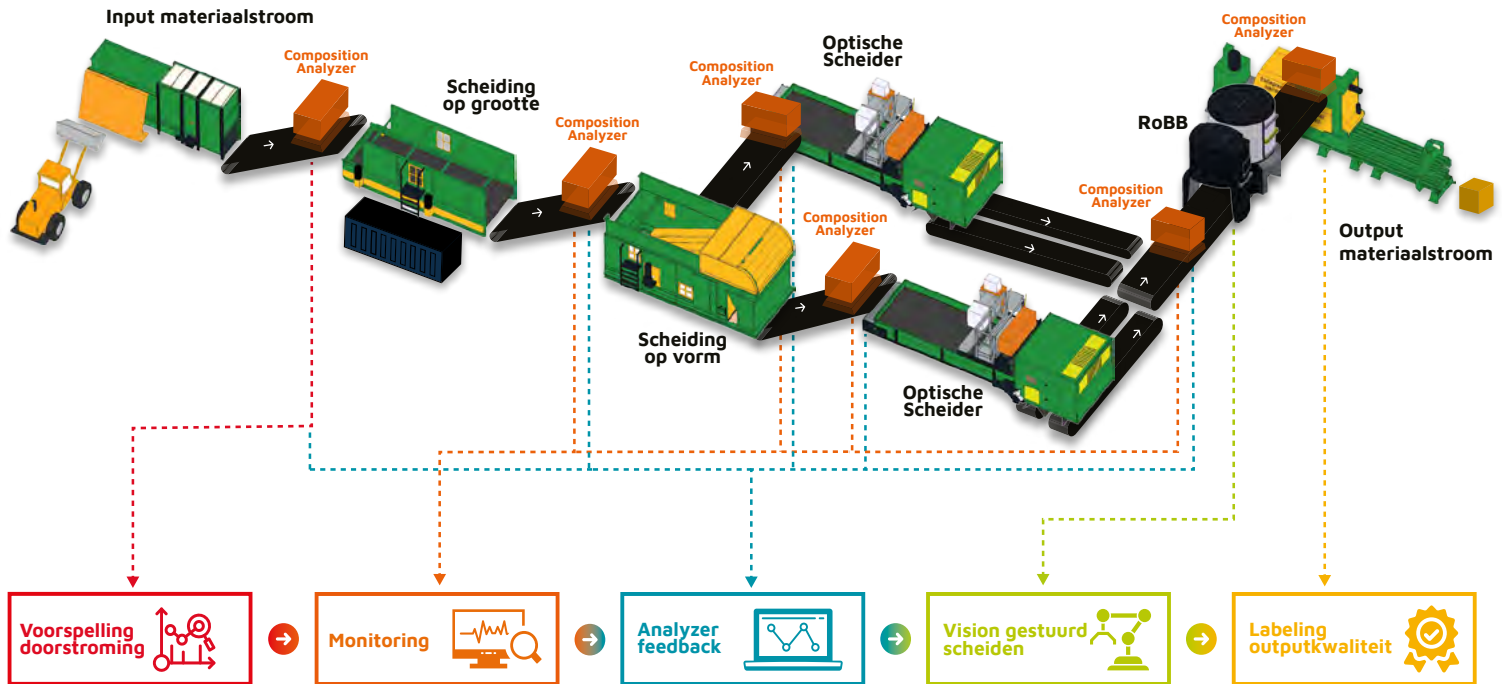 Input materiaalstroom
Composition
Analyzer
Scheiding
op grootte
Composition
Analyzer
Composition
Analyzer
Optische
Scheider
Scheiding
op vorm
Composition
Analyzer
Optische
Scheider
Composition
Analyzer
RoBB
Composition
Analyzer
Output
materiaalstroom
Voorspelling
doorstroming
Monitoring
Analyzer
feedback
Vision gestuurd
scheiden
Labeling
outputkwaliteit